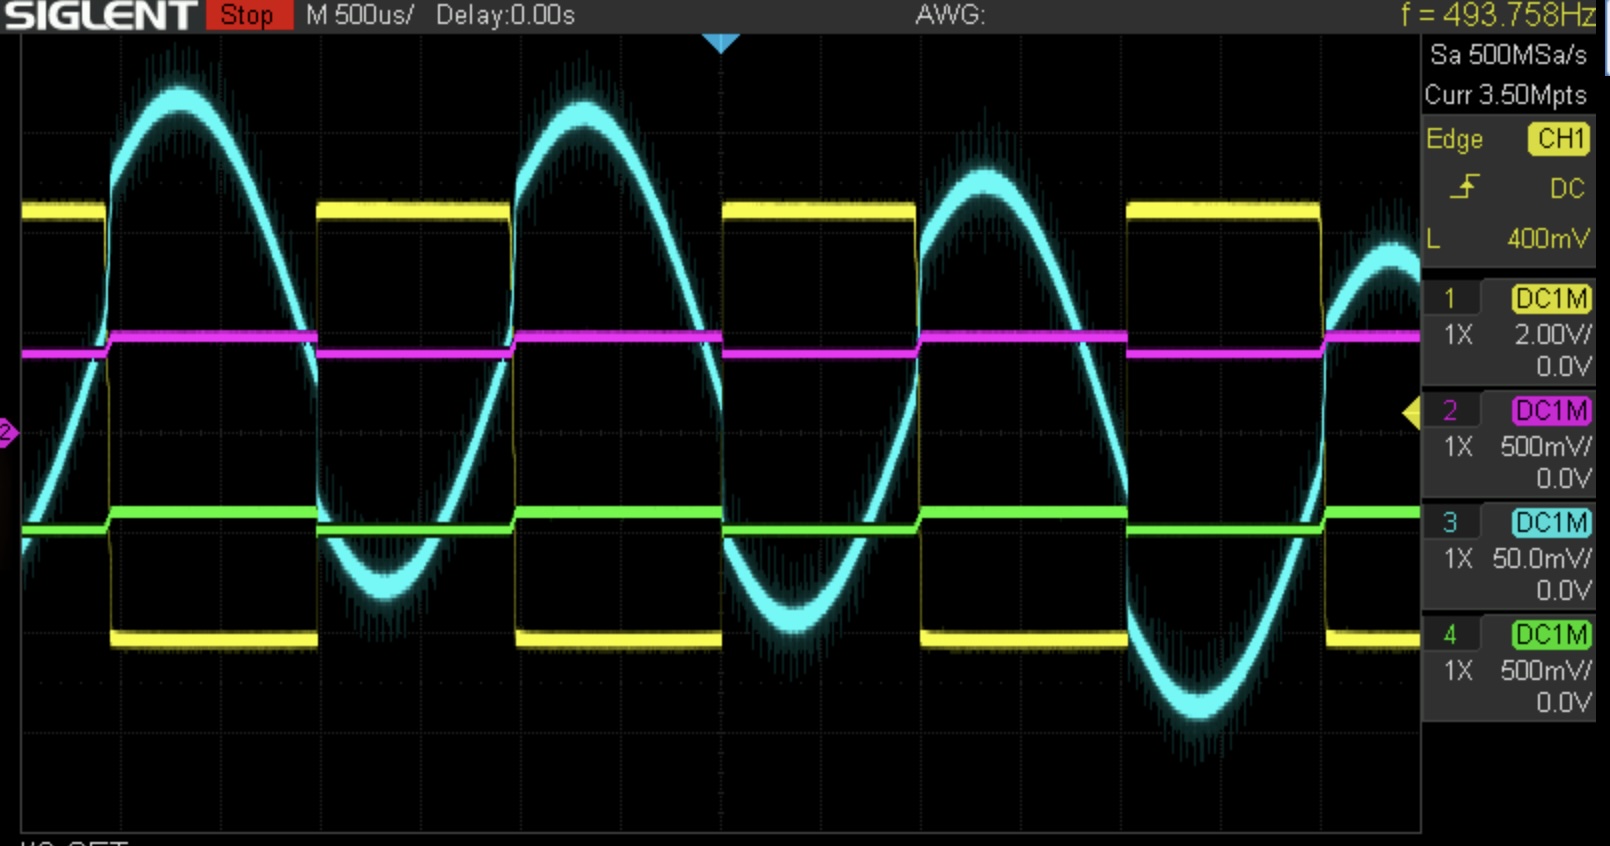 SIGLENT Stop M 500us/ Delay:0.00s AWG: f = 493.758Hz
Sa 500MSa/s
Curr 3.50Mpts
Edge CH1
DC
L 400mV
1 DC1M
1X 2.00V/
0.0V
2 DC1M
1X 500mV/
0.0V
3 DC1M
1X 50.0mV/
0.0V
4 DC1M
1X 500mV/
0.0V
2